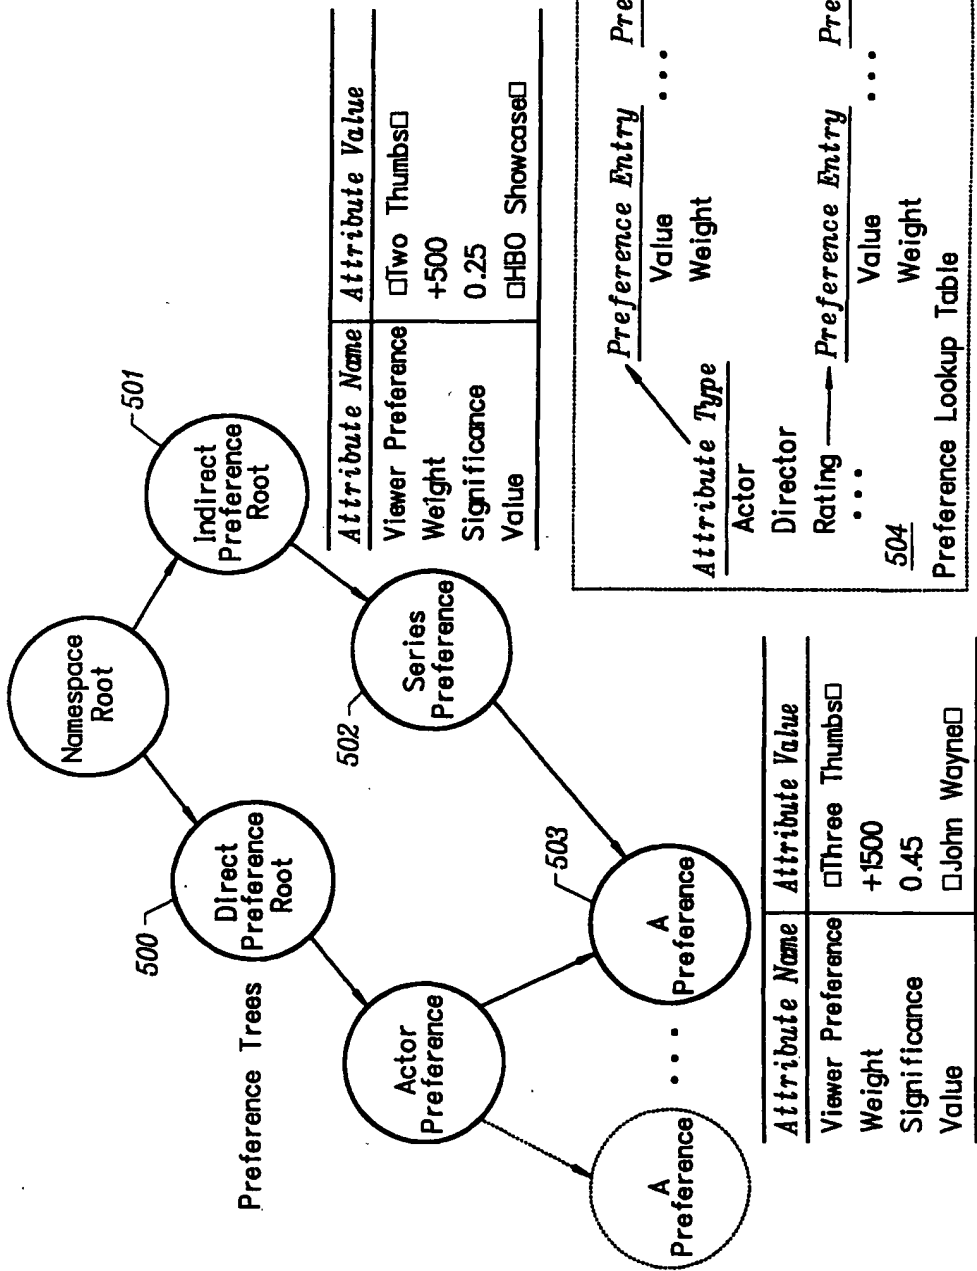 Preference Trees
Namespace
Root
500
Direct
Preference
Root
501
Indirect
Preference
Root
Actor
Preference
502
Series
Preference
A
Preference
• • •
503
A
Preference
Attribute Name Attribute Value
Viewer Preference □Two Thumbs□
Weight +500
Significance 0.25
Value □HBO Showcase□
Attribute Name Attribute Value
Viewer Preference □Three Thumbs□
Weight +1500
Significance 0.45
Value □John Wayne□
Attribute Type
Actor
Director
Rating
• • •
Preference Entry
Value • • •
Weight
Preference Entry
Value • • •
Weight
504
Preference Lookup Table